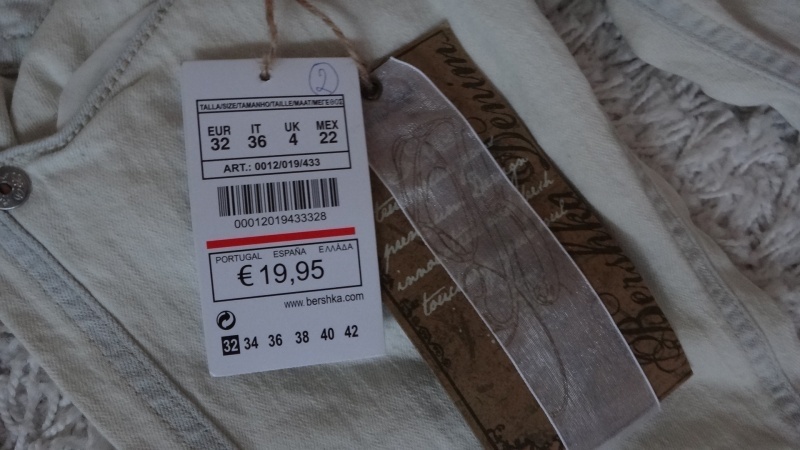 2
TALLA/SIZE/TAMANHO/TAILLE/MAAT/ΜΕΓΕΘΟΣ
EUR IT UK MEX
32 36 4 22
ART.: 0012/019/433
00012019433328
PORTUGAL ESPAÑA ΕΛΛΑΔΑ
€ 19,95
www.bershka.com
32 34 36 38 40 42
Bershka Denim